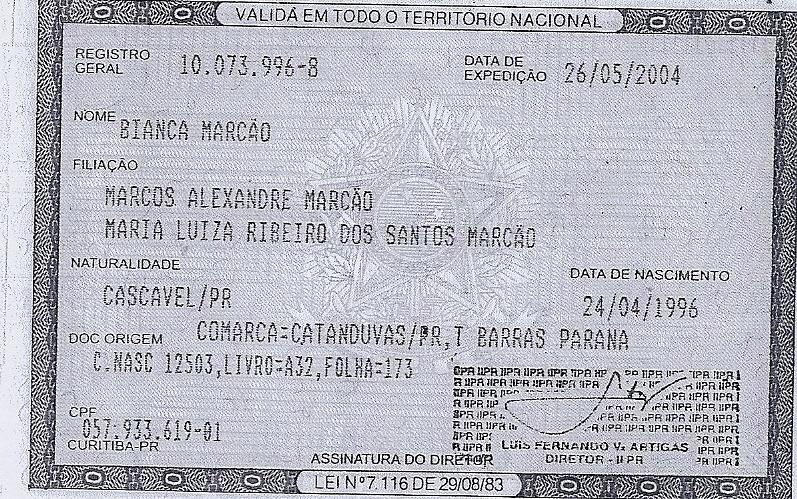 VALIDA EM TODO O TERRITÓRIO NACIONAL
REGISTRO GERAL 10.073.996-8 DATA DE EXPEDIÇÃO 26/05/2004
NOME BIANCA MARCÃO
FILIAÇÃO
MARCOS ALEXANDRE MARCÃO
MARIA LUIZA RIBEIRO DOS SANTOS MARCÃO
NATURALIDADE DATA DE NASCIMENTO
CASCAVEL/PR 24/04/1996
DOC ORIGEM COMARCA=CATANDUVAS/PR,T BARRAS PARANA
C.NASC 12503,LIVRO=A32,FOLHA=173
CPF
057.933.619-01
CURITIBA-PR
LUIS FERNANDO V. ARTIGAS
DIRETOR - IIPR
ASSINATURA DO DIRETOR
LEI Nº 7.116 DE 29/08/83